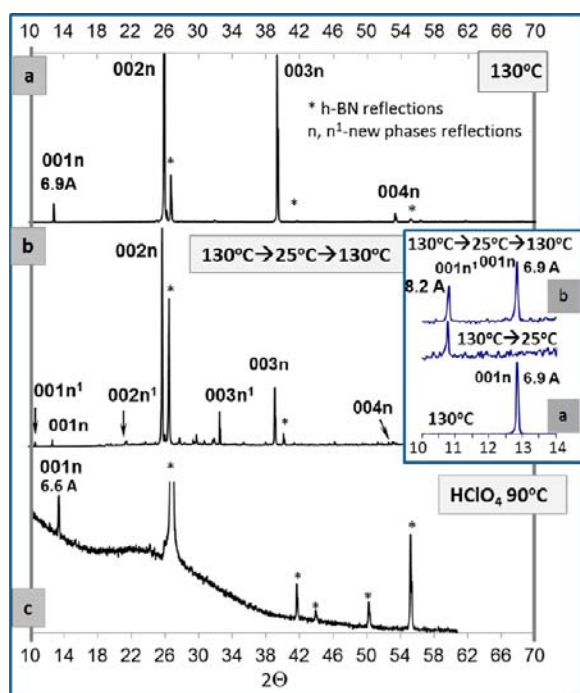 10 14 18 22 26 30 34 38 42 46 50 54 58 62 66 70
a
002n
003n
130°C
* h-BN reflections
n, n¹-new phases reflections
*
001n
6.9A
*
004n
*
b
002n
130°C→25°C→130°C
*
001n¹
001n
002n¹
003n¹
003n
*
004n
130°C→25°C→130°C
001n¹ 001n
8.2 A
6.9 A
b
130°C→25°C
001n
6.9 A
130°C
a
10 11 12 13 14
001n
6.6 A
*
HClO₄ 90°C
*
*
*
*
c
10 14 18 22 26 30 34 38 42 46 50 54 58 62 66 70
2Θ